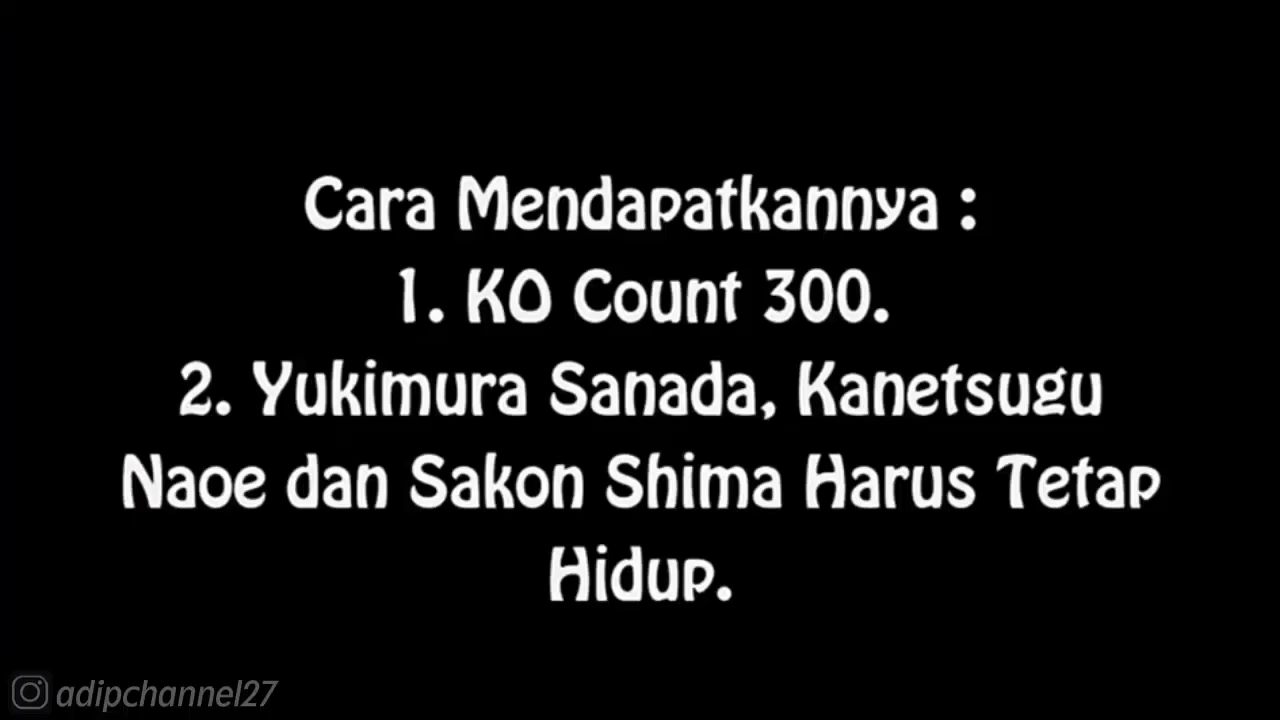 Cara Mendapatkannya :
1. KO Count 300.
2. Yukimura Sanada, Kanetsugu
Naoe dan Sakon Shima Harus Tetap
Hidup.
adipchannel27